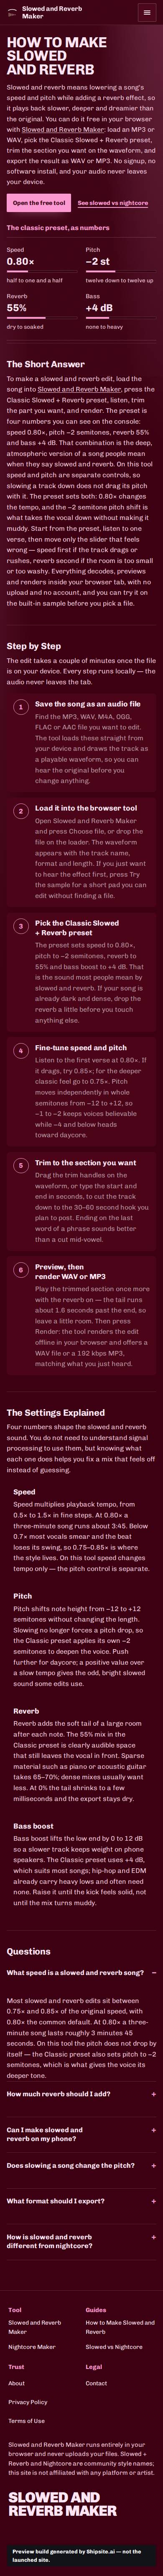 Slowed and Reverb
Maker
HOW TO MAKE
SLOWED
AND REVERB
Slowed and reverb means lowering a song's
speed and pitch while adding a reverb effect, so
it plays back slower, deeper and dreamier than
the original. You can do it free in your browser
with Slowed and Reverb Maker: load an MP3 or
WAV, pick the Classic Slowed + Reverb preset,
trim the section you want on the waveform, and
export the result as WAV or MP3. No signup, no
software install, and your audio never leaves
your device.
Open the free tool
See slowed vs nightcore
The classic preset, as numbers
Speed
0.80×
half to one and a half
Pitch
−2 st
twelve down to twelve up
Reverb
55%
dry to soaked
Bass
+4 dB
none to heavy
The Short Answer
To make a slowed and reverb edit, load the
song into Slowed and Reverb Maker, press the
Classic Slowed + Reverb preset, listen, trim
the part you want, and render. The preset is
four numbers you can see on the controls:
speed 0.80×, pitch −2 semitones, reverb 55%
and bass +4 dB. That combination is the deep,
atmospheric version of a song people mean
when they say slowed and reverb. On this tool
speed and pitch are separate controls, so
slowing a track down does not drag its pitch
with it. The preset sets both: 0.80× changes
the tempo, and the −2 semitone pitch shift is
what takes the vocal down without making it
muddy. Start from the preset, listen to one
verse, then move only the slider that feels
wrong — speed first if the track drags or
rushes, reverb second if the room is too small
or too washy. Everything decodes, previews
and renders inside your browser tab, with no
upload and no account, and you can try it on
the built-in sample before you pick a file.
Step by Step
The edit takes a couple of minutes once the file
is on your device. Every step runs locally — the
audio never leaves the tab.
1
Save the song as an audio file
Find the MP3, WAV, M4A, OGG,
FLAC or AAC file you want to edit.
The tool loads these straight from
your device and draws the track as
a playable waveform, so you can
keep the original before you
change anything.
2
Load it into the browser tool
Open Slowed and Reverb Maker
and press Choose file, or drop the
file on the loader. The waveform
appears with the track name,
format and length. If you just want
to hear the effect first, press Try
the sample for a short pad you can
edit without finding a file.
3
Pick the Classic Slowed
+ Reverb preset
The preset sets speed to 0.80×,
pitch to −2 semitones, reverb to
55% and bass boost to +4 dB. That
is the sound most people mean by
slowed and reverb. If your song is
already dark and dense, drop the
reverb a little before you touch
anything else.
4
Fine-tune speed and pitch
Listen to the first verse at 0.80×. If
it drags, try 0.85×; for the deeper
classic feel go to 0.75×. Pitch
moves independently in whole
semitones from −12 to +12, so
−1 to −2 keeps voices believable
while −4 and below heads
toward daycore.
5
Trim to the section you want
Drag the trim handles on the
waveform, or type the start and
end in seconds, to cut the track
down to the 30–60 second hook you
plan to post. Ending on the last
word of a phrase sounds better
than a cut mid-vowel.
6
Preview, then
render WAV or MP3
Play the trimmed section once more
with the reverb on — the tail runs
about 1.6 seconds past the end, so
leave a little room. Then press
Render: the tool renders the edit
offline in your browser and offers a
WAV file or a 192 kbps MP3,
matching what you just heard.
The Settings Explained
Four numbers shape the slowed and reverb
sound. You do not need to understand signal
processing to use them, but knowing what
each one does helps you fix a mix that feels off
instead of guessing.
Speed
Speed multiplies playback tempo, from
0.5× to 1.5× in fine steps. At 0.80× a
three-minute song runs about 3:45. Below
0.7× most vocals smear and the beat
loses its swing, so 0.75–0.85× is where
the style lives. On this tool speed changes
tempo only — the pitch control is separate.
Pitch
Pitch shifts note height from −12 to +12
semitones without changing the length.
Slowing no longer forces a pitch drop, so
the Classic preset applies its own −2
semitones to deepen the voice. Push
further for daycore; a positive value over
a slow tempo gives the odd, bright slowed
sound some edits use.
Reverb
Reverb adds the soft tail of a large room
after each note. The 55% mix in the
Classic preset is clearly audible space
that still leaves the vocal in front. Sparse
material such as piano or acoustic guitar
takes 65–70%; dense mixes usually want
less. At 0% the tail shrinks to a few
milliseconds and the export stays dry.
Bass boost
Bass boost lifts the low end by 0 to 12 dB
so a slower track keeps weight on phone
speakers. The Classic preset uses +4 dB,
which suits most songs; hip-hop and EDM
already carry heavy lows and often need
none. Raise it until the kick feels solid, not
until the mix turns muddy.
Questions
What speed is a slowed and reverb song? −
Most slowed and reverb edits sit between
0.75× and 0.85× of the original speed, with
0.80× the common default. At 0.80× a three-
minute song lasts roughly 3 minutes 45
seconds. On this tool the pitch does not drop by
itself — the Classic preset also sets pitch to −2
semitones, which is what gives the voice its
deeper tone.
How much reverb should I add? +
Can I make slowed and
reverb on my phone? +
Does slowing a song change the pitch? +
What format should I export? +
How is slowed and reverb
different from nightcore? +
Tool
Slowed and Reverb
Maker
Nightcore Maker
Guides
How to Make Slowed and
Reverb
Slowed vs Nightcore
Trust
About
Privacy Policy
Terms of Use
Legal
Contact
Slowed and Reverb Maker runs entirely in your
browser and never uploads your files. Slowed +
Reverb and Nightcore are community style names;
this site is not affiliated with any platform or artist.
SLOWED AND
REVERB MAKER
Preview build generated by Shipsite.ai — not the
launched site.